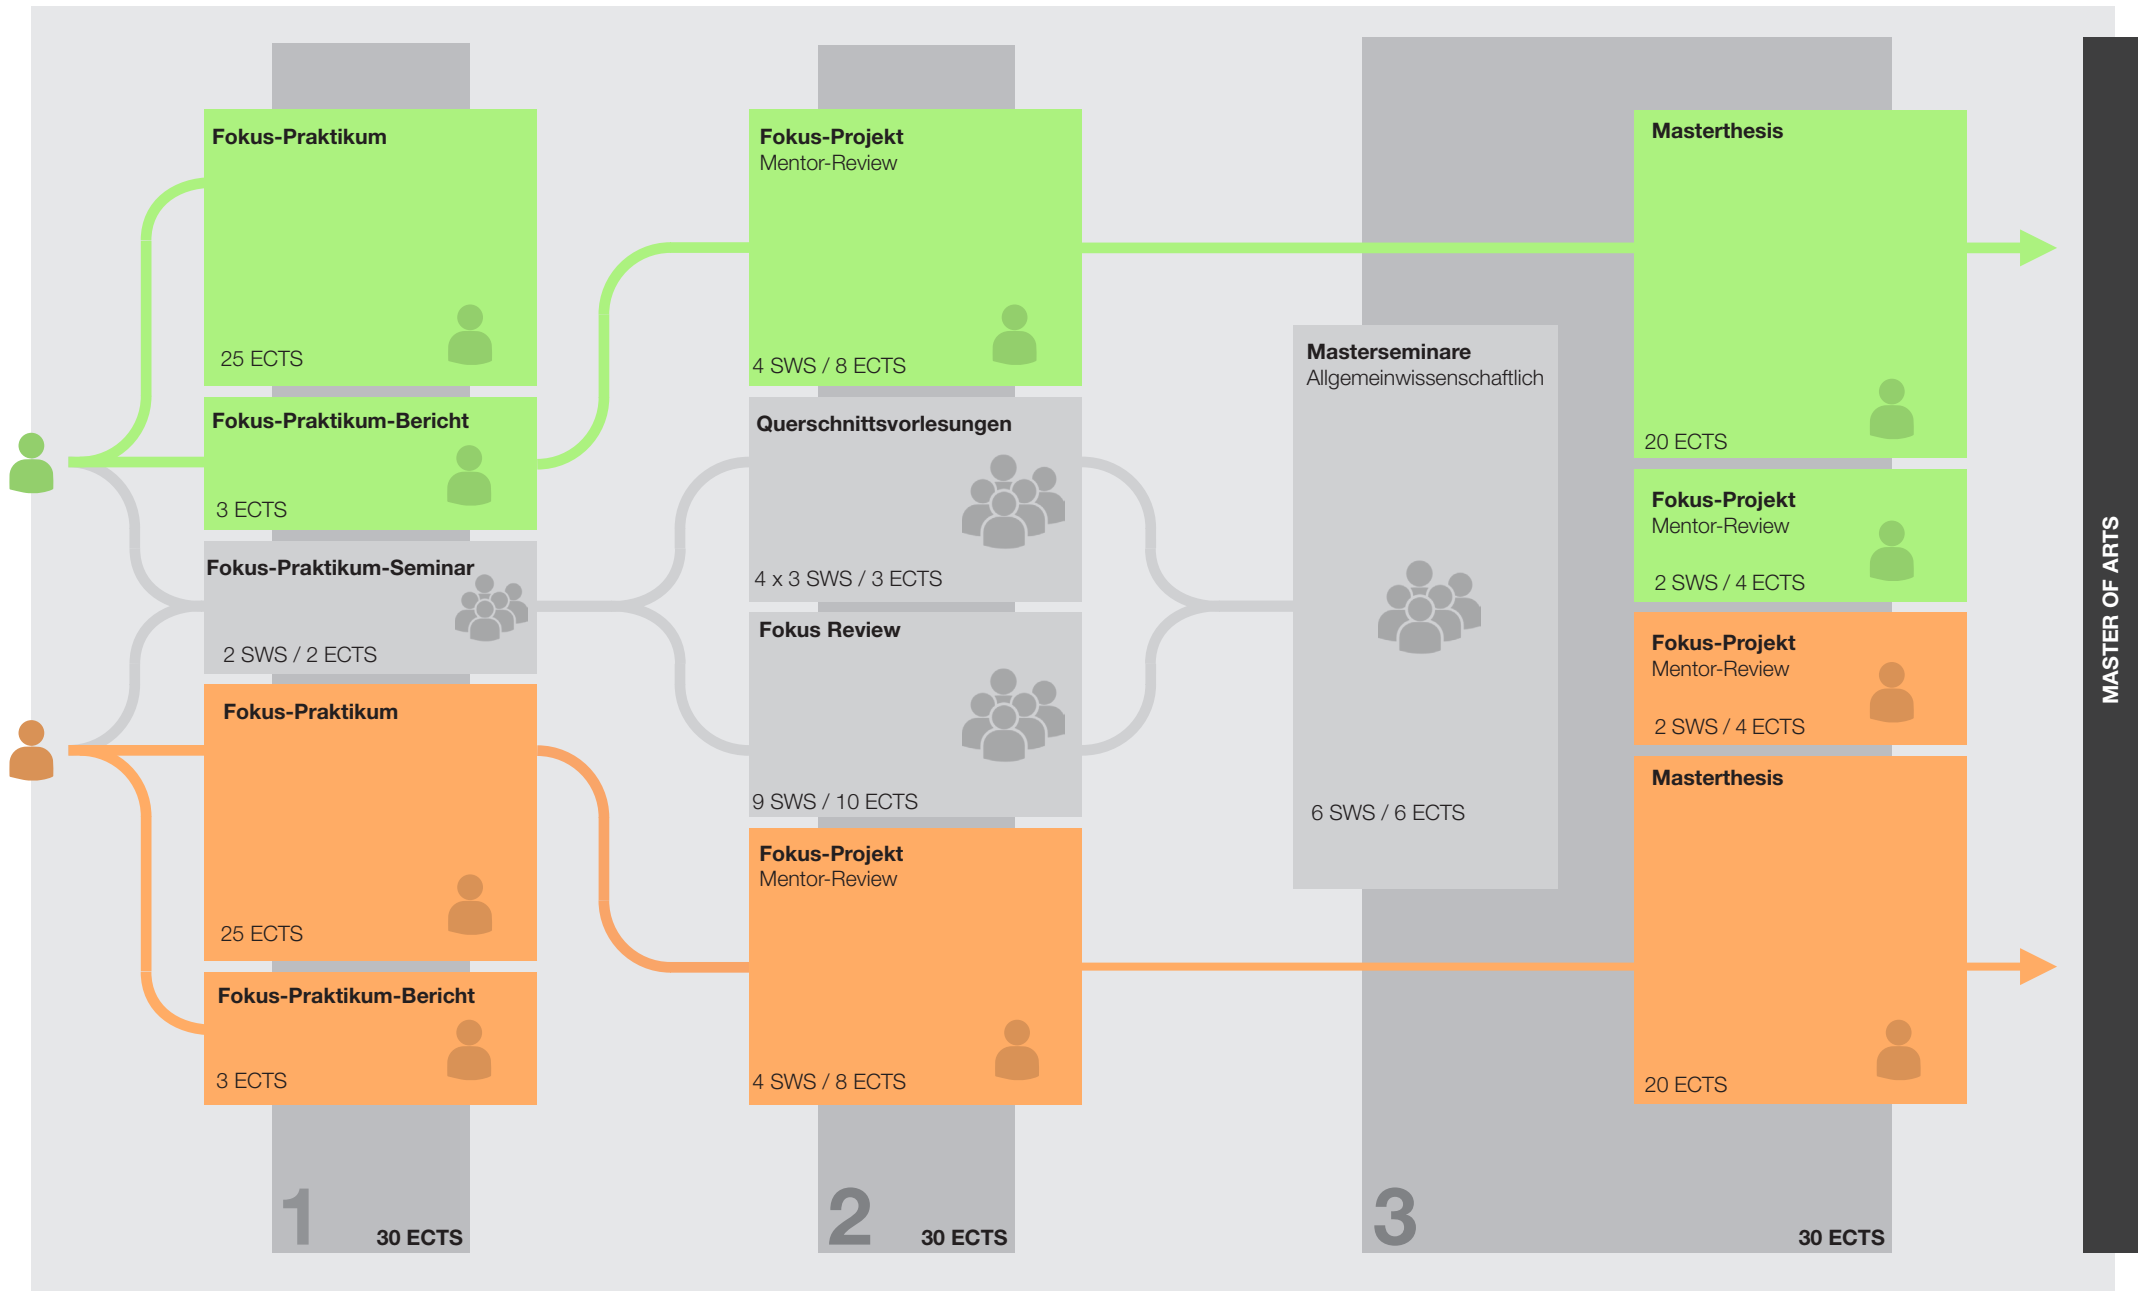 Fokus-Praktikum
25 ECTS
Fokus-Praktikum-Bericht
3 ECTS
Fokus-Praktikum-Seminar
2 SWS / 2 ECTS
Fokus-Praktikum
25 ECTS
Fokus-Praktikum-Bericht
3 ECTS
1
30 ECTS
Fokus-Projekt
Mentor-Review
4 SWS / 8 ECTS
Querschnittsvorlesungen
4 x 3 SWS / 3 ECTS
Fokus Review
9 SWS / 10 ECTS
Fokus-Projekt
Mentor-Review
4 SWS / 8 ECTS
2
30 ECTS
Masterseminare
Allgemeinwissenschaftlich
6 SWS / 6 ECTS
Masterthesis
20 ECTS
Fokus-Projekt
Mentor-Review
2 SWS / 4 ECTS
Fokus-Projekt
Mentor-Review
2 SWS / 4 ECTS
Masterthesis
20 ECTS
3
30 ECTS
MASTER OF ARTS